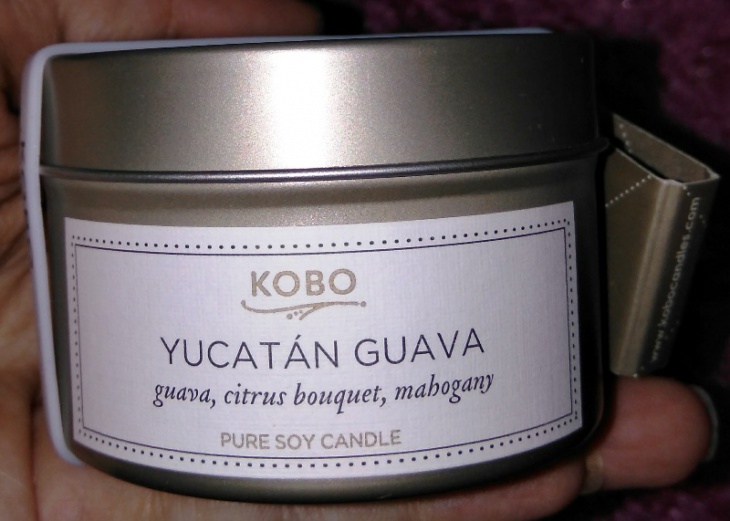 KOBO
YUCATÁN GUAVA
guava, citrus bouquet, mahogany
PURE SOY CANDLE
www.kobocandles.com